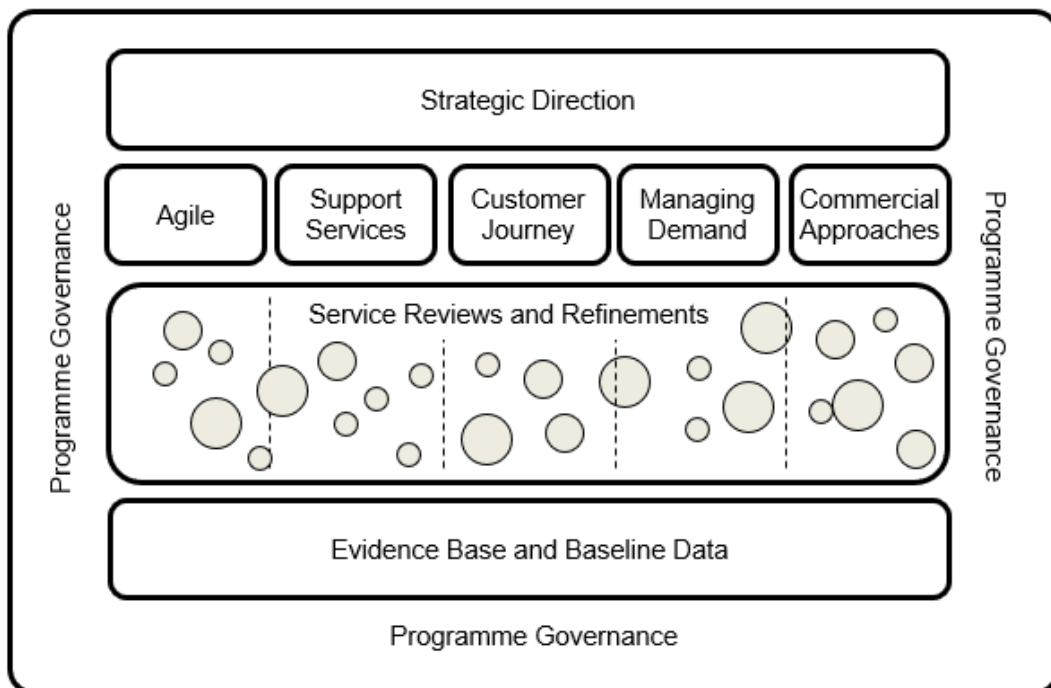 Strategic Direction
Programme Governance
Agile
Support
Services
Customer
Journey
Managing
Demand
Commercial
Approaches
Programme Governance
Service Reviews and Refinements
Evidence Base and Baseline Data
Programme Governance